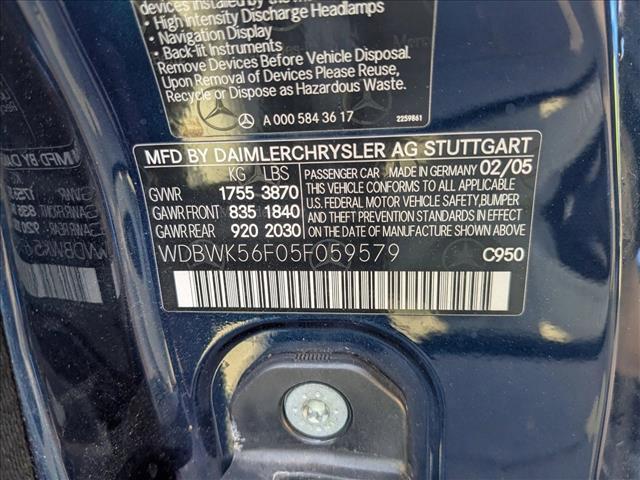 devices installed by the
- High Intensity Discharge Headlamps
- Navigation Display
- Back-lit Instruments
Remove Devices Before Vehicle Disposal.
Upon Removal of Devices Please Reuse,
Recycle or Dispose as Hazardous Waste.
A 000 584 36 17
2259861
MFD BY DAIMLERCHRYSLER AG STUTTGART
KG LBS
GVWR 1755 3870
GAWR FRONT 835 1840
GAWR REAR 920 2030
PASSENGER CAR MADE IN GERMANY 02/05
THIS VEHICLE CONFORMS TO ALL APPLICABLE
U.S. FEDERAL MOTOR VEHICLE SAFETY,BUMPER
AND THEFT PREVENTION STANDARDS IN EFFECT
ON THE DATE OF MANUFACTURE SHOWN ABOVE.
WDBWK56F05F059579
C950